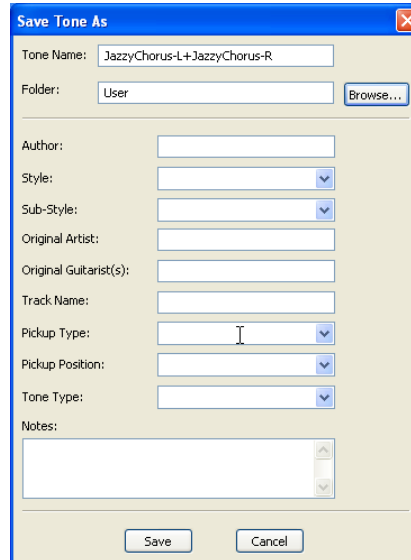 Save Tone As
Tone Name: JazzyChorus-L+JazzyChorus-R
Folder: User Browse...
Author:
Style:
Sub-Style:
Original Artist:
Original Guitarist(s):
Track Name:
Pickup Type:
Pickup Position:
Tone Type:
Notes:
Save Cancel